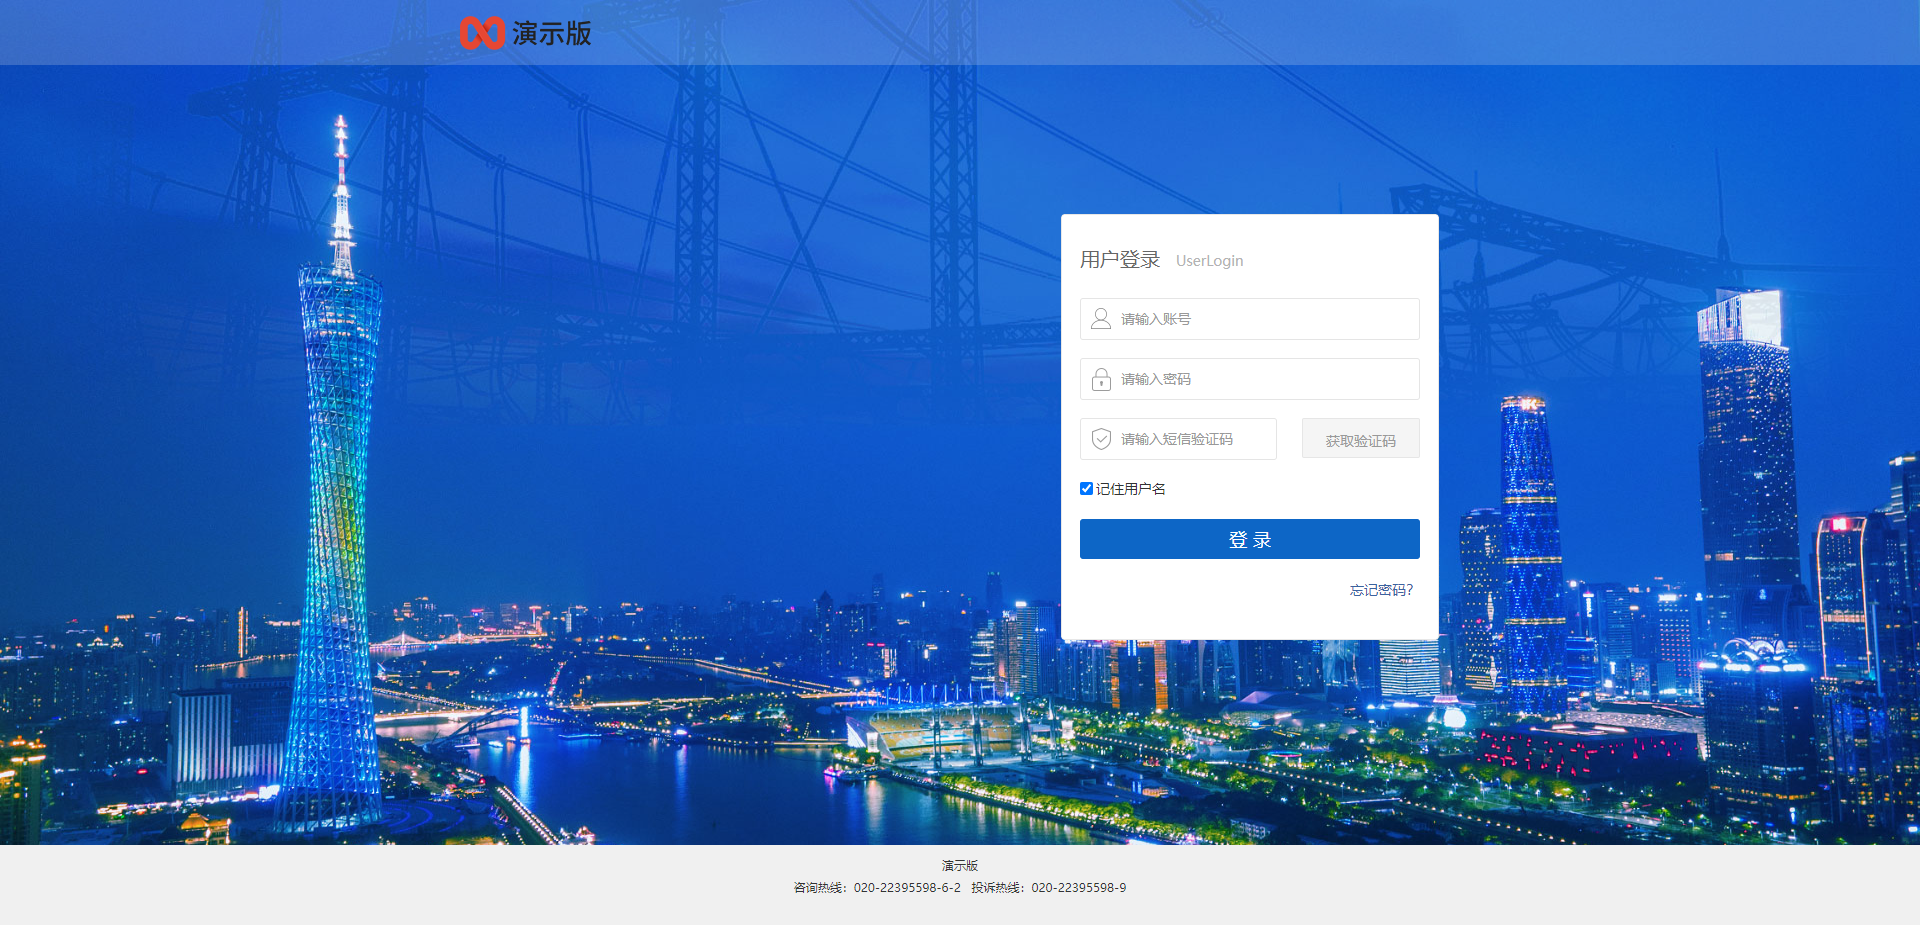 演示版
用户登录 UserLogin
请输入账号
请输入密码
请输入短信验证码 获取验证码
记住用户名
登 录
忘记密码?
演示版
咨询热线：020-22395598-6-2 投诉热线：020-22395598-9